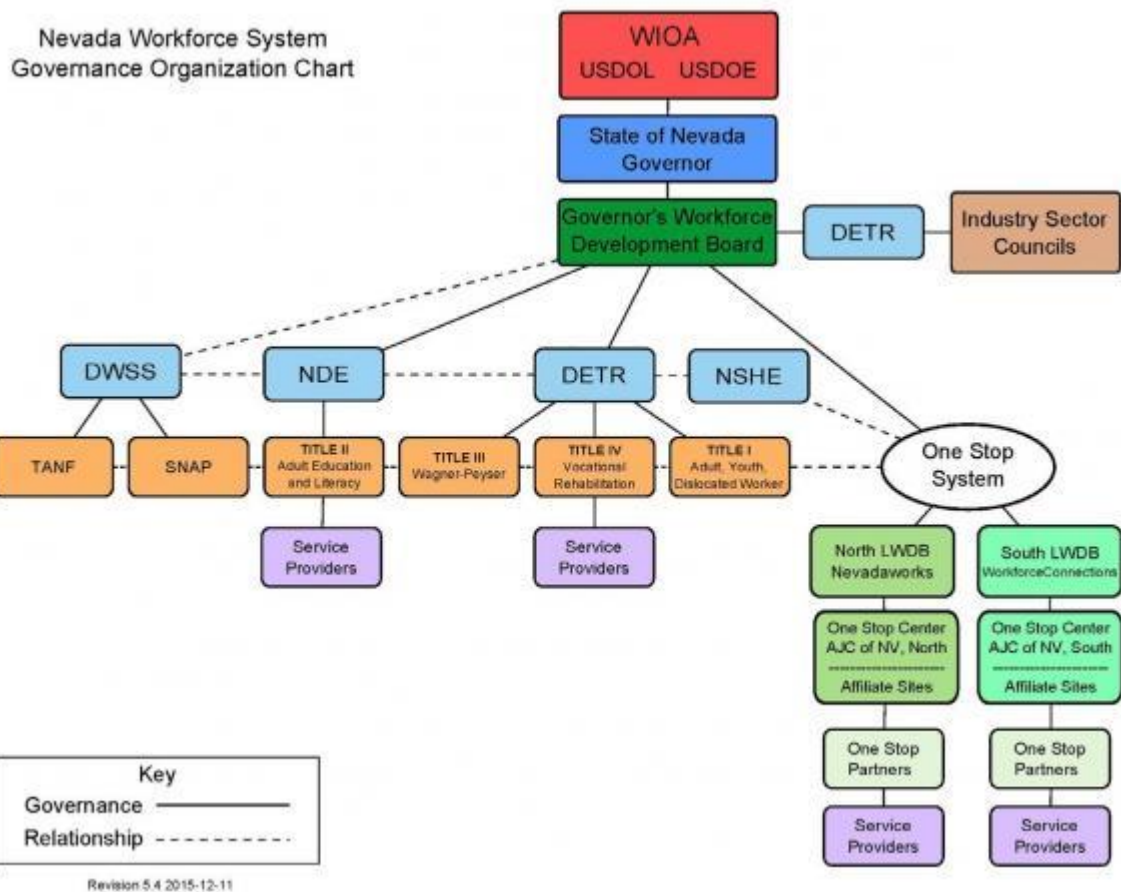 Nevada Workforce System
Governance Organization Chart
WIOA
USDOL USDOE
State of Nevada
Governor
Governor's Workforce
Development Board
DETR
Industry Sector
Councils
DWSS
NDE
DETR
NSHE
TANF
SNAP
TITLE II
Adult Education
and Literacy
TITLE III
Wagner-Peyser
TITLE IV
Vocational
Rehabilitation
TITLE I
Adult, Youth,
Dislocated Worker
One Stop
System
Service
Providers
Service
Providers
North LWDB
Nevadaworks
South LWDB
WorkforceConnections
One Stop Center
AJC of NV, North
Affiliate Sites
One Stop Center
AJC of NV, South
Affiliate Sites
One Stop
Partners
One Stop
Partners
Service
Providers
Service
Providers
Key
Governance
Relationship
Revision 5.4 2015-12-11